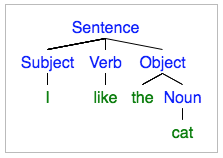 Sentence
Subject Verb Object
I like the Noun
cat